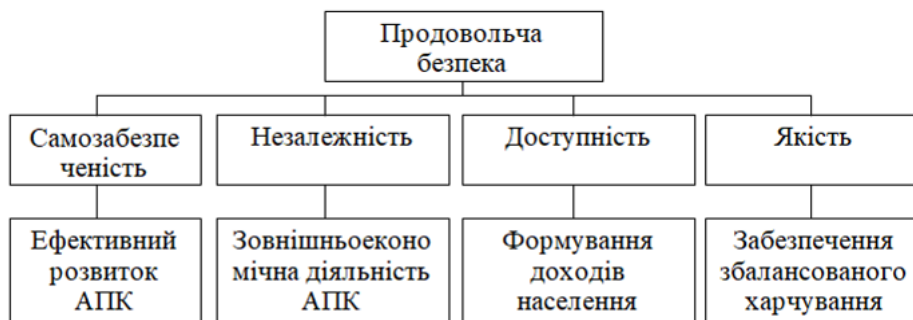 Продовольча
безпека
Самозабезпе
ченість
Незалежність
Доступність
Якість
Ефективний
розвиток
АПК
Зовнішньоеконо
мічна діяльність
АПК
Формування
доходів
населення
Забезпечення
збалансованого
харчування